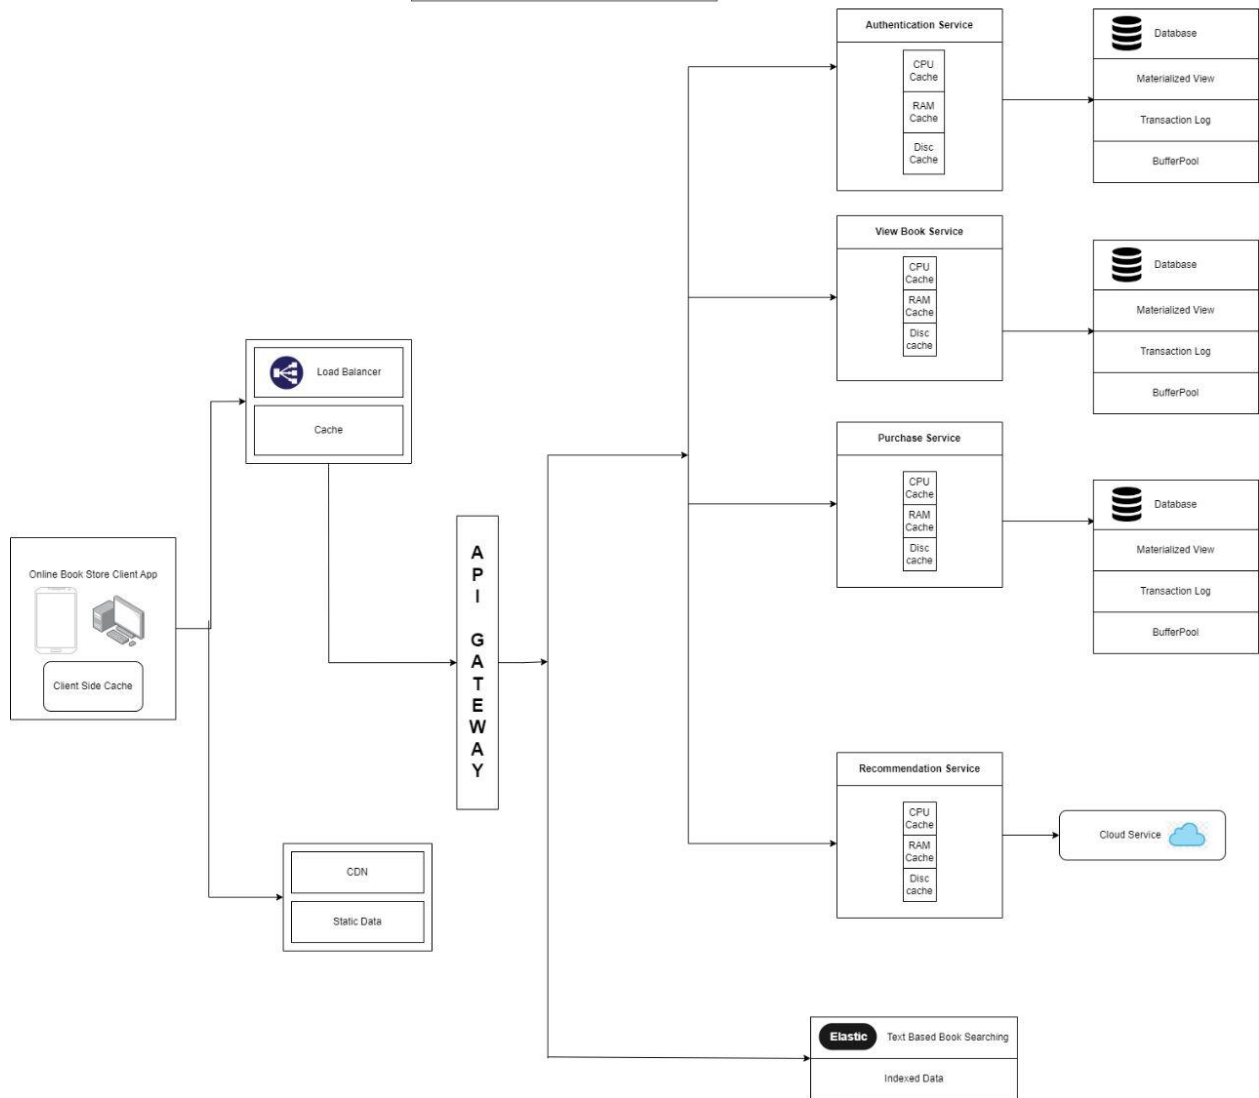 Authentication Service
CPU
Cache
RAM
Cache
Disc
Cache
Database
Materialized View
Transaction Log
BufferPool
View Book Service
CPU
Cache
RAM
Cache
Disc
cache
Database
Materialized View
Transaction Log
BufferPool
Load Balancer
Cache
Purchase Service
CPU
Cache
RAM
Cache
Disc
cache
Database
Materialized View
Transaction Log
BufferPool
Online Book Store Client App
Client Side Cache
API GATEWAY
CDN
Static Data
Recommendation Service
CPU
Cache
RAM
Cache
Disc
cache
Cloud Service
Elastic Text Based Book Searching
Indexed Data